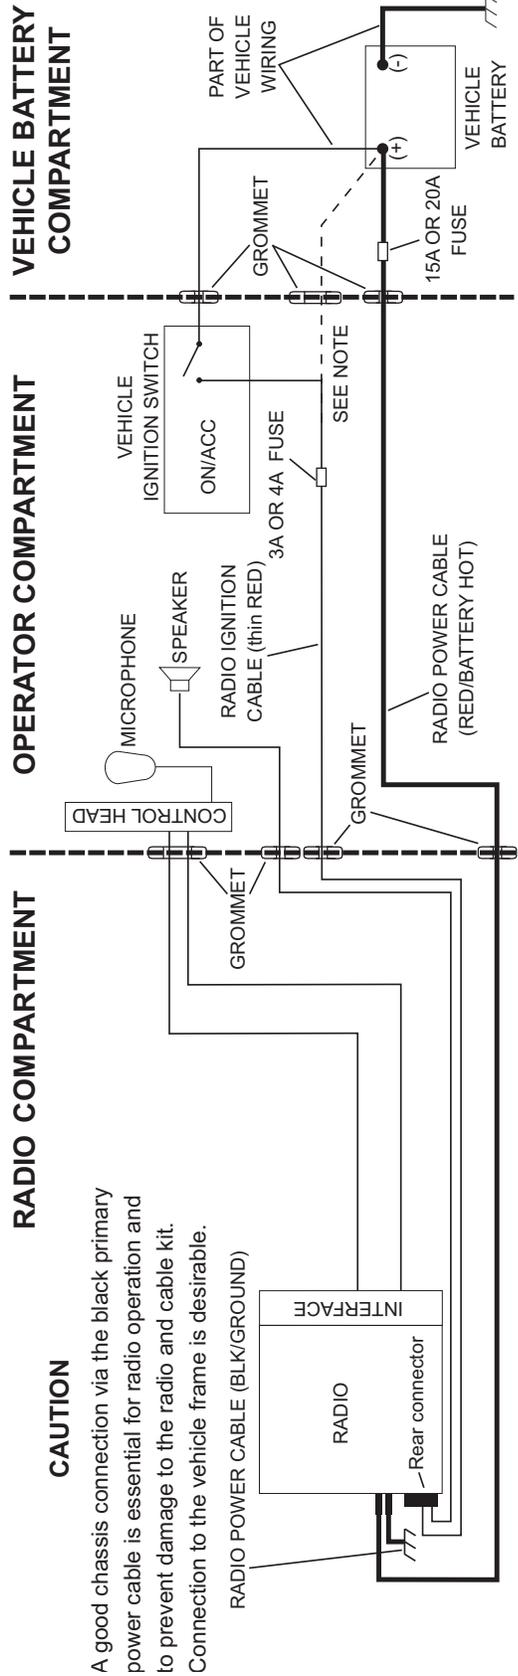 RADIO COMPARTMENT
CAUTION
A good chassis connection via the black primary
power cable is essential for radio operation and
to prevent damage to the radio and cable kit.
Connection to the vehicle frame is desirable.
RADIO POWER CABLE (BLK/GROUND)
INTERFACE
RADIO
Rear connector
GROMMET
OPERATOR COMPARTMENT
MICROPHONE
CONTROL HEAD
SPEAKER
VEHICLE
IGNITION SWITCH
ON/ACC
RADIO IGNITION
CABLE (thin RED)
3A OR 4A FUSE
SEE NOTE
GROMMET
RADIO POWER CABLE
(RED/BATTERY HOT)
VEHICLE BATTERY
COMPARTMENT
PART OF
VEHICLE
WIRING
GROMMET
(-)
(+)
VEHICLE
BATTERY
15A OR 20A
FUSE